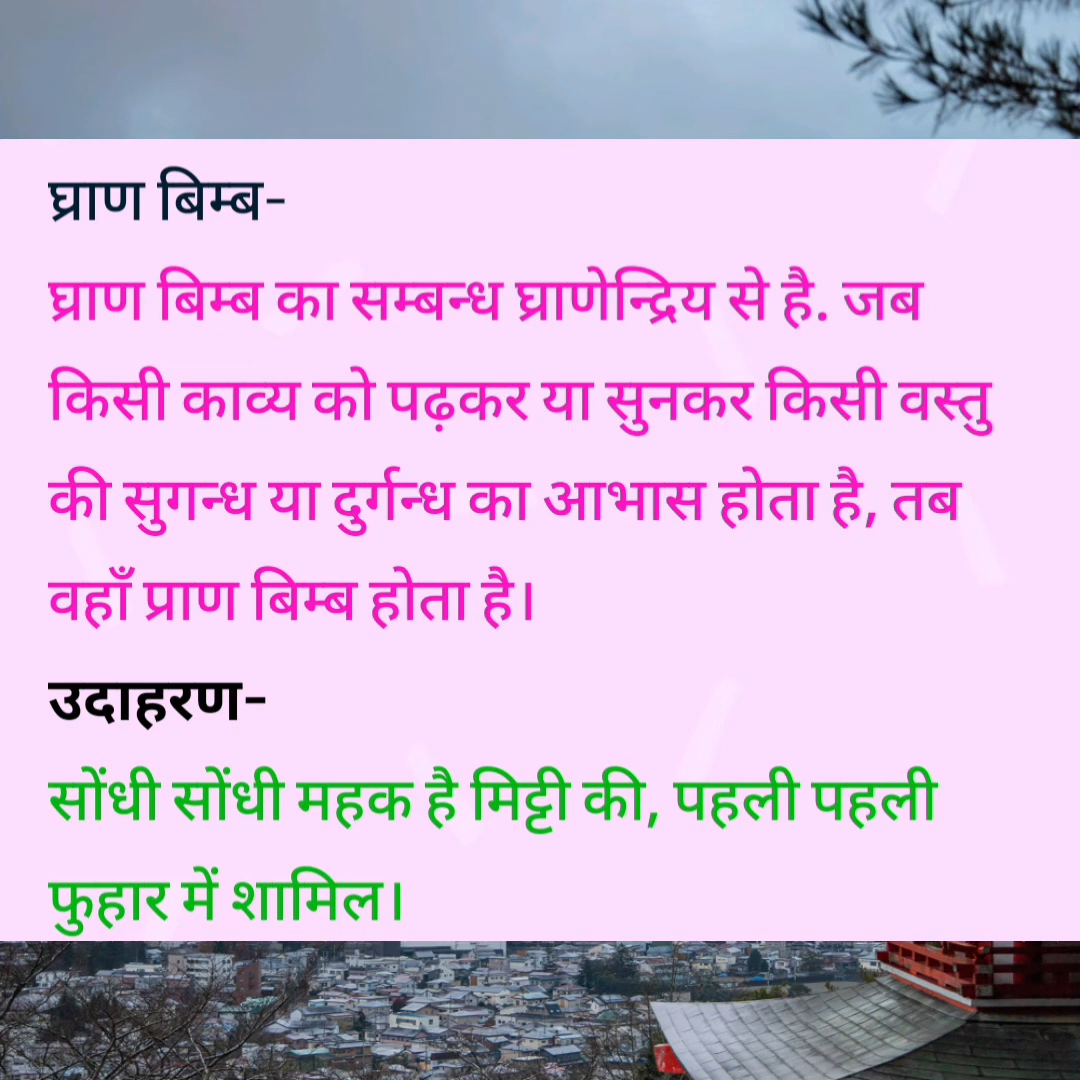 घ्राण बिम्ब-
घ्राण बिम्ब का सम्बन्ध घ्राणेन्द्रिय से है. जब
किसी काव्य को पढ़कर या सुनकर किसी वस्तु
की सुगन्ध या दुर्गन्ध का आभास होता है, तब
वहाँ प्राण बिम्ब होता है।
उदाहरण-
सोंधी सोंधी महक है मिट्टी की, पहली पहली
फुहार में शामिल।